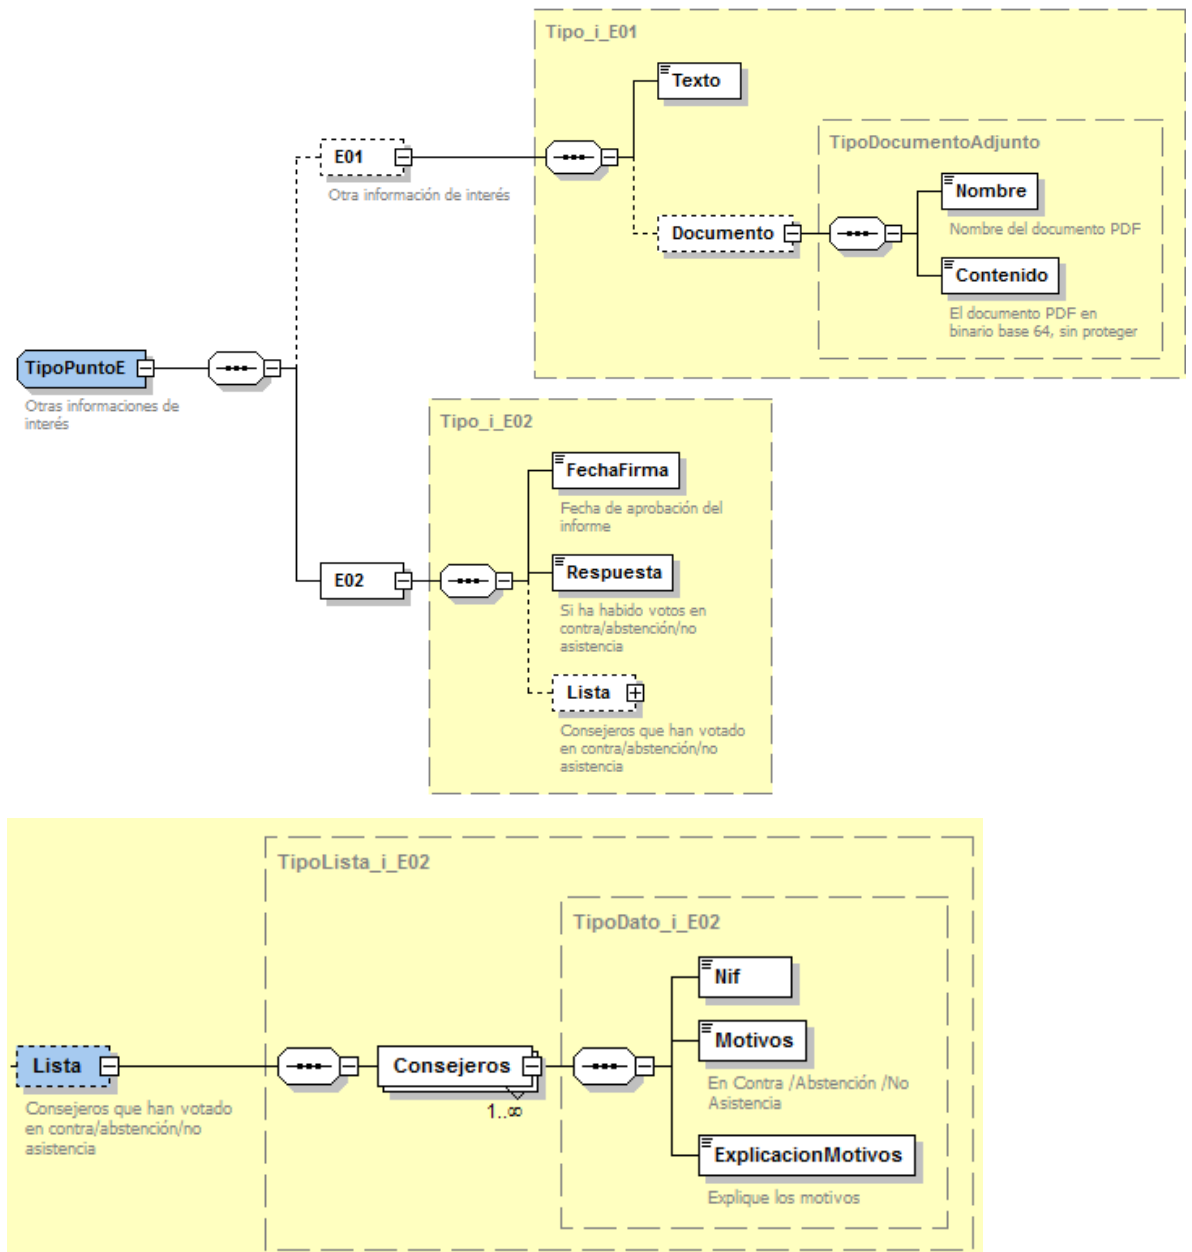 Tipo_i_E01
Texto
E01
Otra información de interés
TipoDocumentoAdjunto
Nombre
Nombre del documento PDF
Documento
Contenido
El documento PDF en
binario base 64, sin proteger
TipoPuntoE
Otras informaciones de
interés
Tipo_i_E02
FechaFirma
Fecha de aprobación del
informe
E02
Respuesta
Si ha habido votos en
contra/abstención/no
asistencia
Lista
Consejeros que han votado
en contra/abstención/no
asistencia
TipoLista_i_E02
TipoDato_i_E02
Nif
Lista
Consejeros que han votado
en contra/abstención/no
asistencia
Consejeros
1..∞
Motivos
En Contra /Abstención /No
Asistencia
ExplicacionMotivos
Explique los motivos